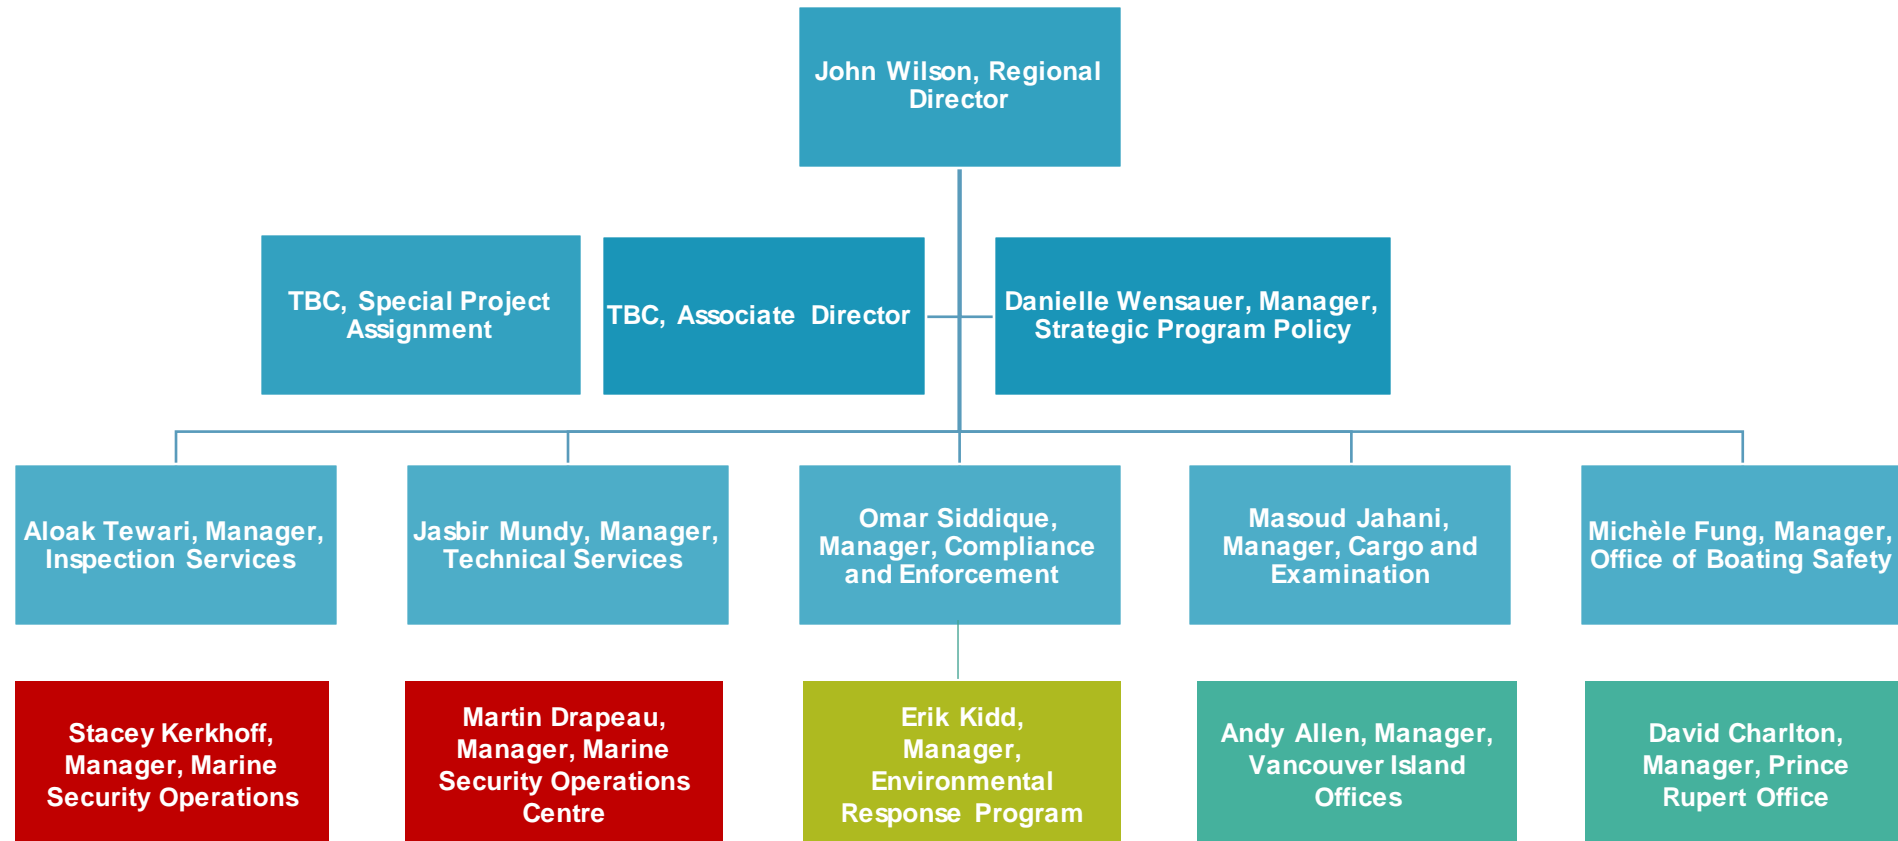 John Wilson, Regional
Director
TBC, Special Project
Assignment
TBC, Associate Director
Danielle Wensauer, Manager,
Strategic Program Policy
Aloak Tewari, Manager,
Inspection Services
Jasbir Mundy, Manager,
Technical Services
Omar Siddique,
Manager, Compliance
and Enforcement
Masoud Jahani,
Manager, Cargo and
Examination
Michèle Fung, Manager,
Office of Boating Safety
Stacey Kerkhoff,
Manager, Marine
Security Operations
Martin Drapeau,
Manager, Marine
Security Operations
Centre
Erik Kidd,
Manager,
Environmental
Response Program
Andy Allen, Manager,
Vancouver Island
Offices
David Charlton,
Manager, Prince
Rupert Office